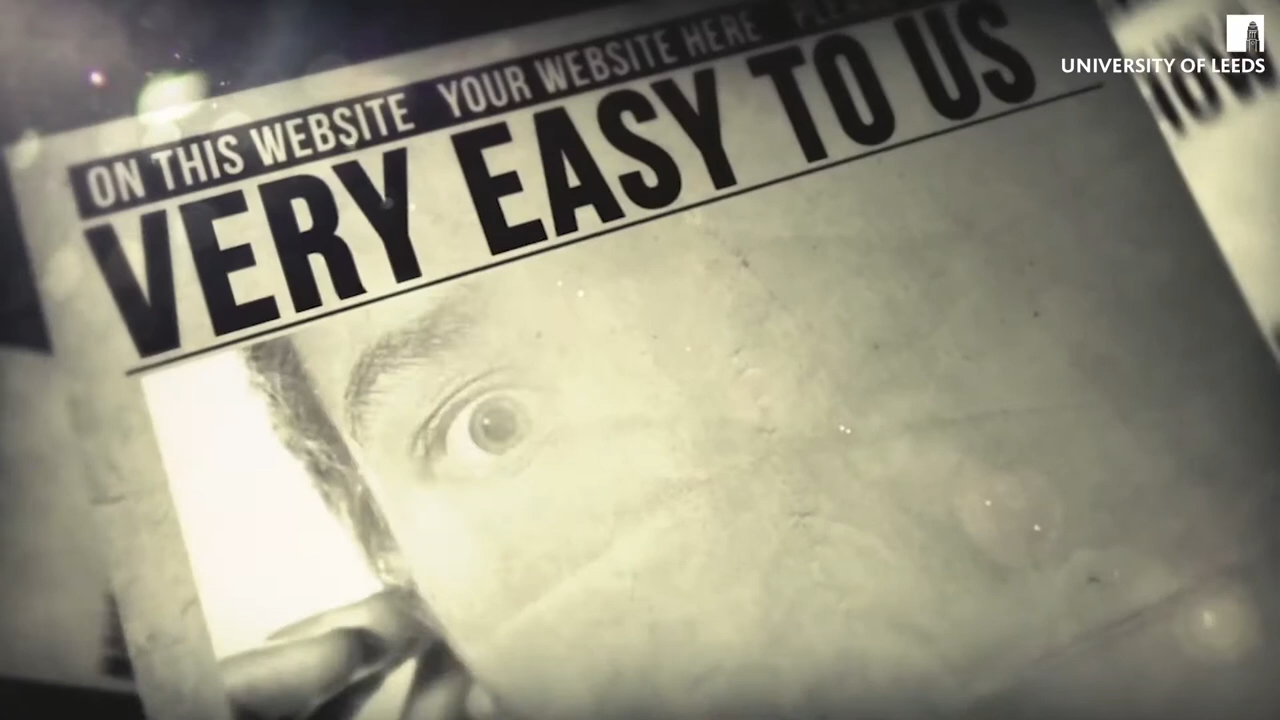 UNIVERSITY OF LEEDS
ON THIS WEBSITE YOUR WEBSITE HERE
VERY EASY TO US